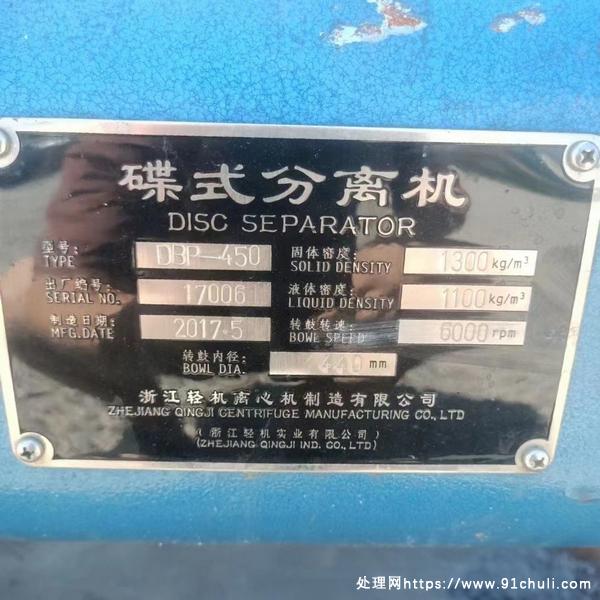 碟式分离机
DISC SEPARATOR
型号: DBP-450 固体密度: 1300 kg/m³
TYPE SOLID DENSITY
出厂编号: 17006 液体密度: 1100 kg/m³
SERIAL NO. LIQUID DENSITY
制造日期: 2017.5 转鼓转速: 6000 rpm
MFG.DATE BOWL SPEED
转鼓内径: 440 mm
BOWL DIA.
浙江轻机离心机制造有限公司
ZHEJIANG QINGJI CENTRIFUGE MANUFACTURING CO., LTD
(浙江轻机实业有限公司)
(ZHEJIANG QINGJI IND. CO., LTD)
处理网https://www.91chuli.com